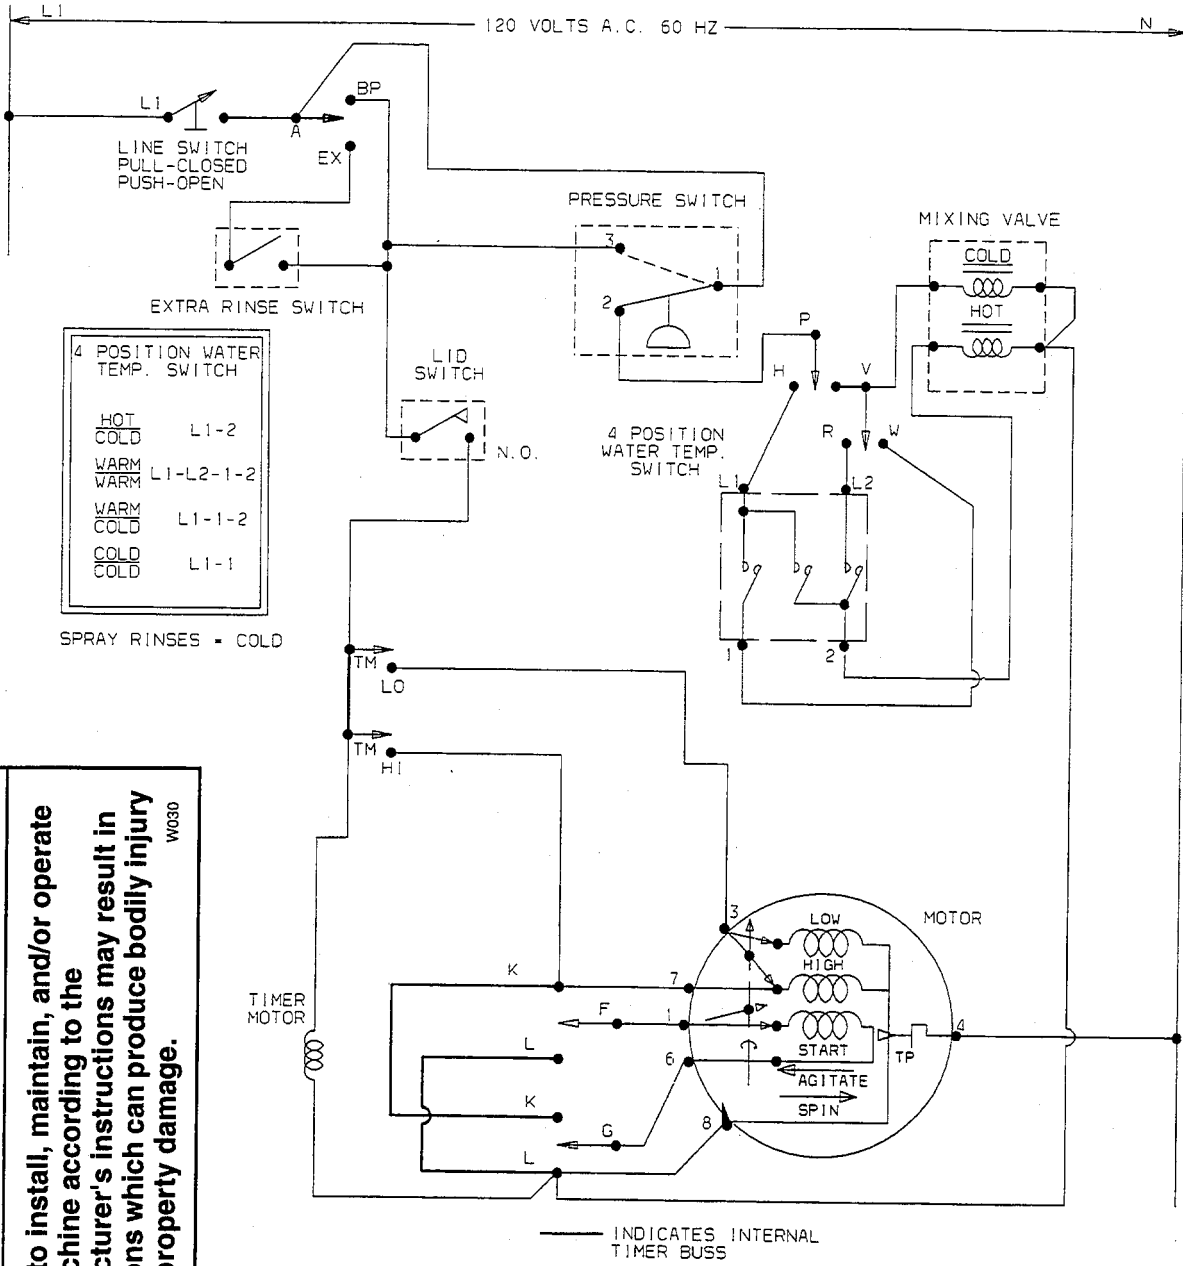 L1
120 VOLTS A.C. 60 HZ
N
L1
A
BP
EX
LINE SWITCH
PULL-CLOSED
PUSH-OPEN
EXTRA RINSE SWITCH
PRESSURE SWITCH
3
1
2
MIXING VALVE
COLD
HOT
P
H
V
R
W
4 POSITION
WATER TEMP.
SWITCH
L1
L2
1
2
4 POSITION WATER
TEMP. SWITCH
HOT
COLD
L1-2
WARM
WARM
L1-L2-1-2
WARM
COLD
L1-1-2
COLD
COLD
L1-1
SPRAY RINSES = COLD
LID
SWITCH
N.O.
TM
LO
TM
HI
to install, maintain, and/or operate
chine according to the
cturer's instructions may result in
ons which can produce bodily injury
property damage.
W030
TIMER
MOTOR
K
F
L
K
G
L
3
7
1
6
8
4
LOW
HIGH
START
MOTOR
TP
AGITATE
SPIN
INDICATES INTERNAL
TIMER BUSS